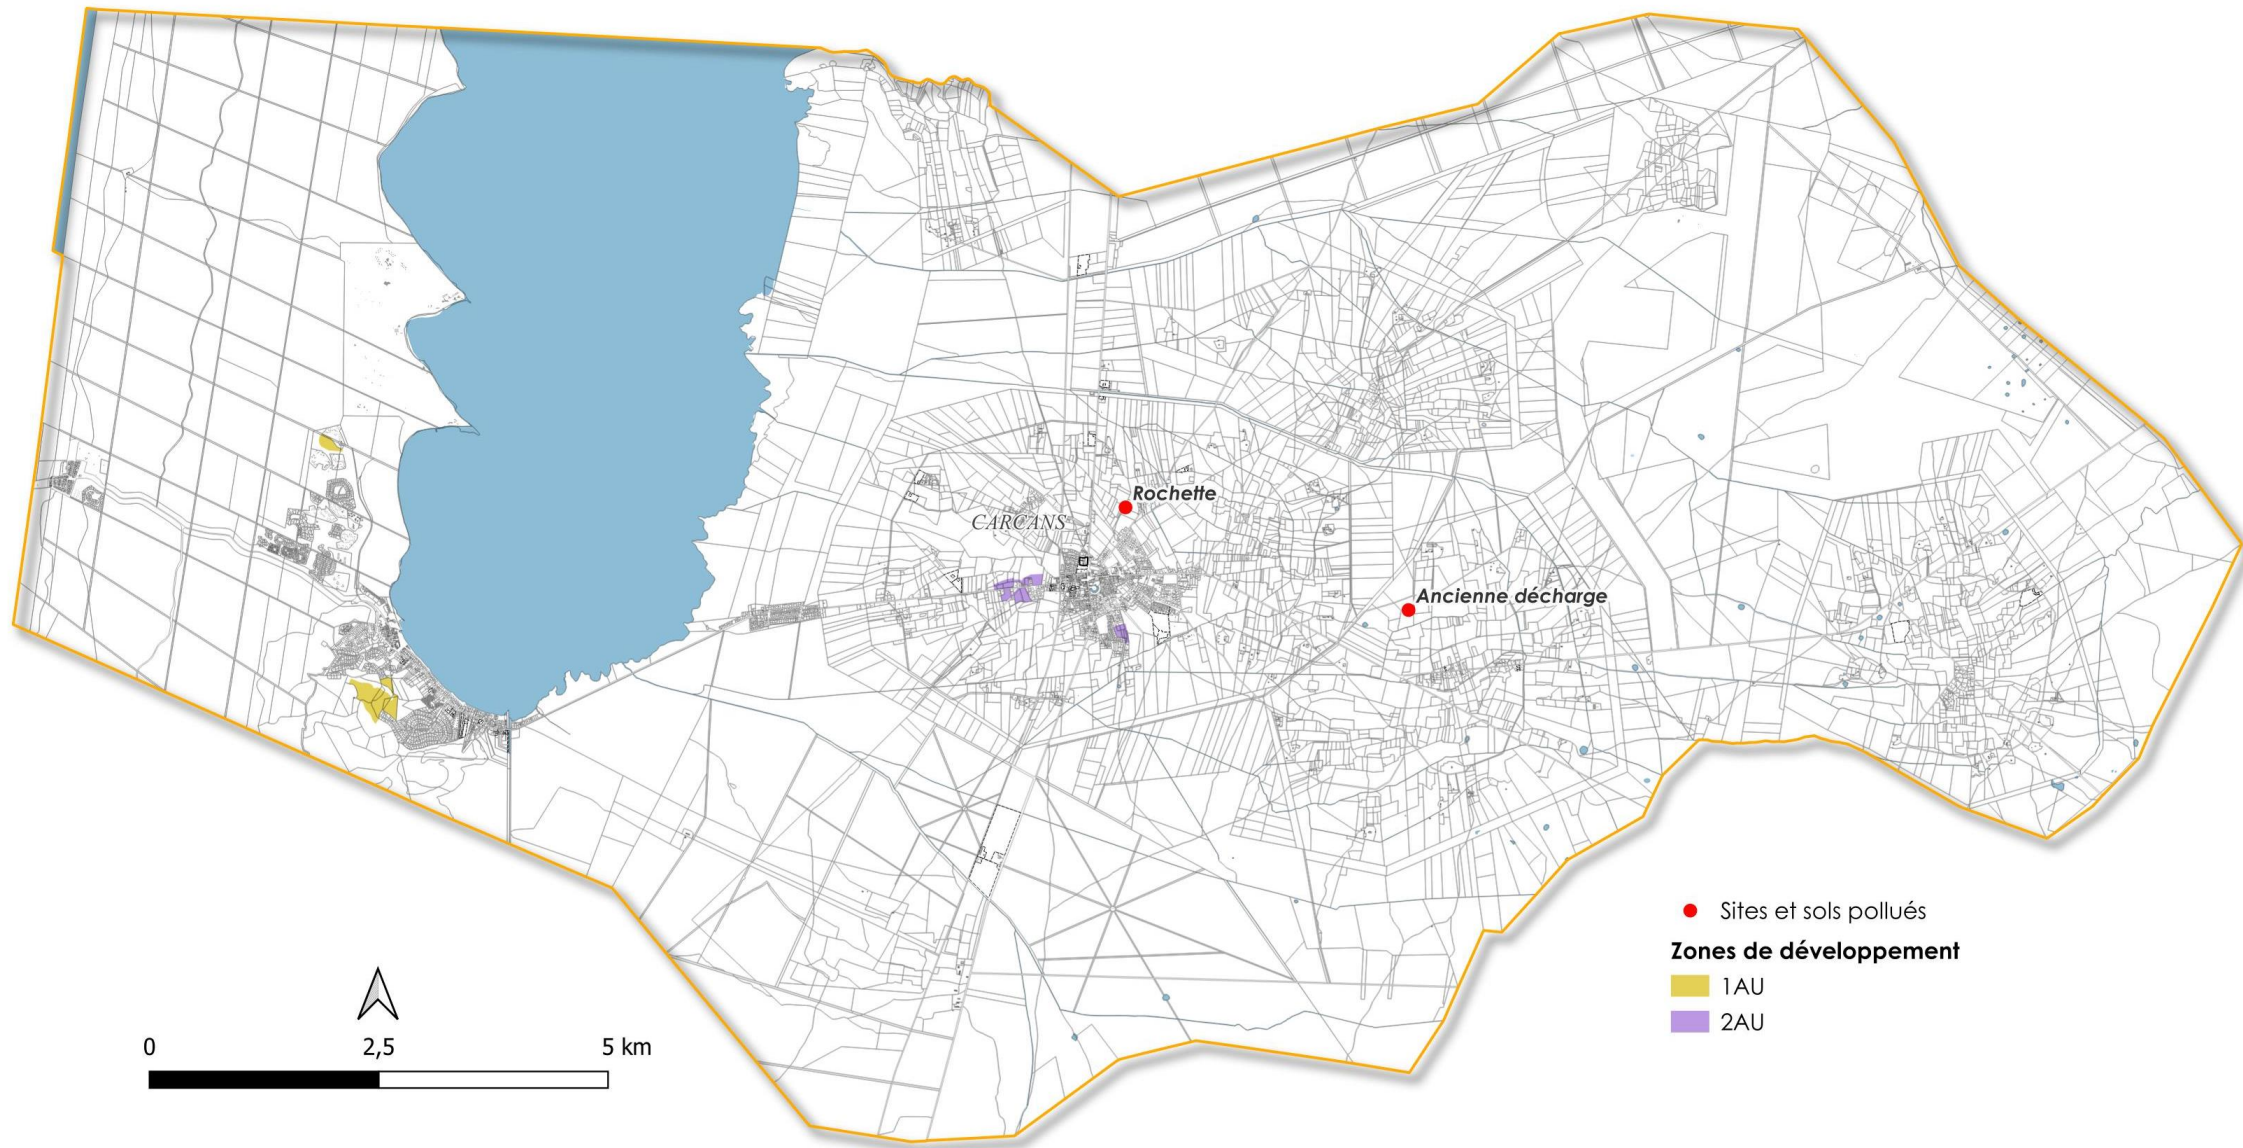 Rochette
CARCANS
Ancienne décharge
Sites et sols pollués
Zones de développement
1AU
2AU
0 2,5 5 km